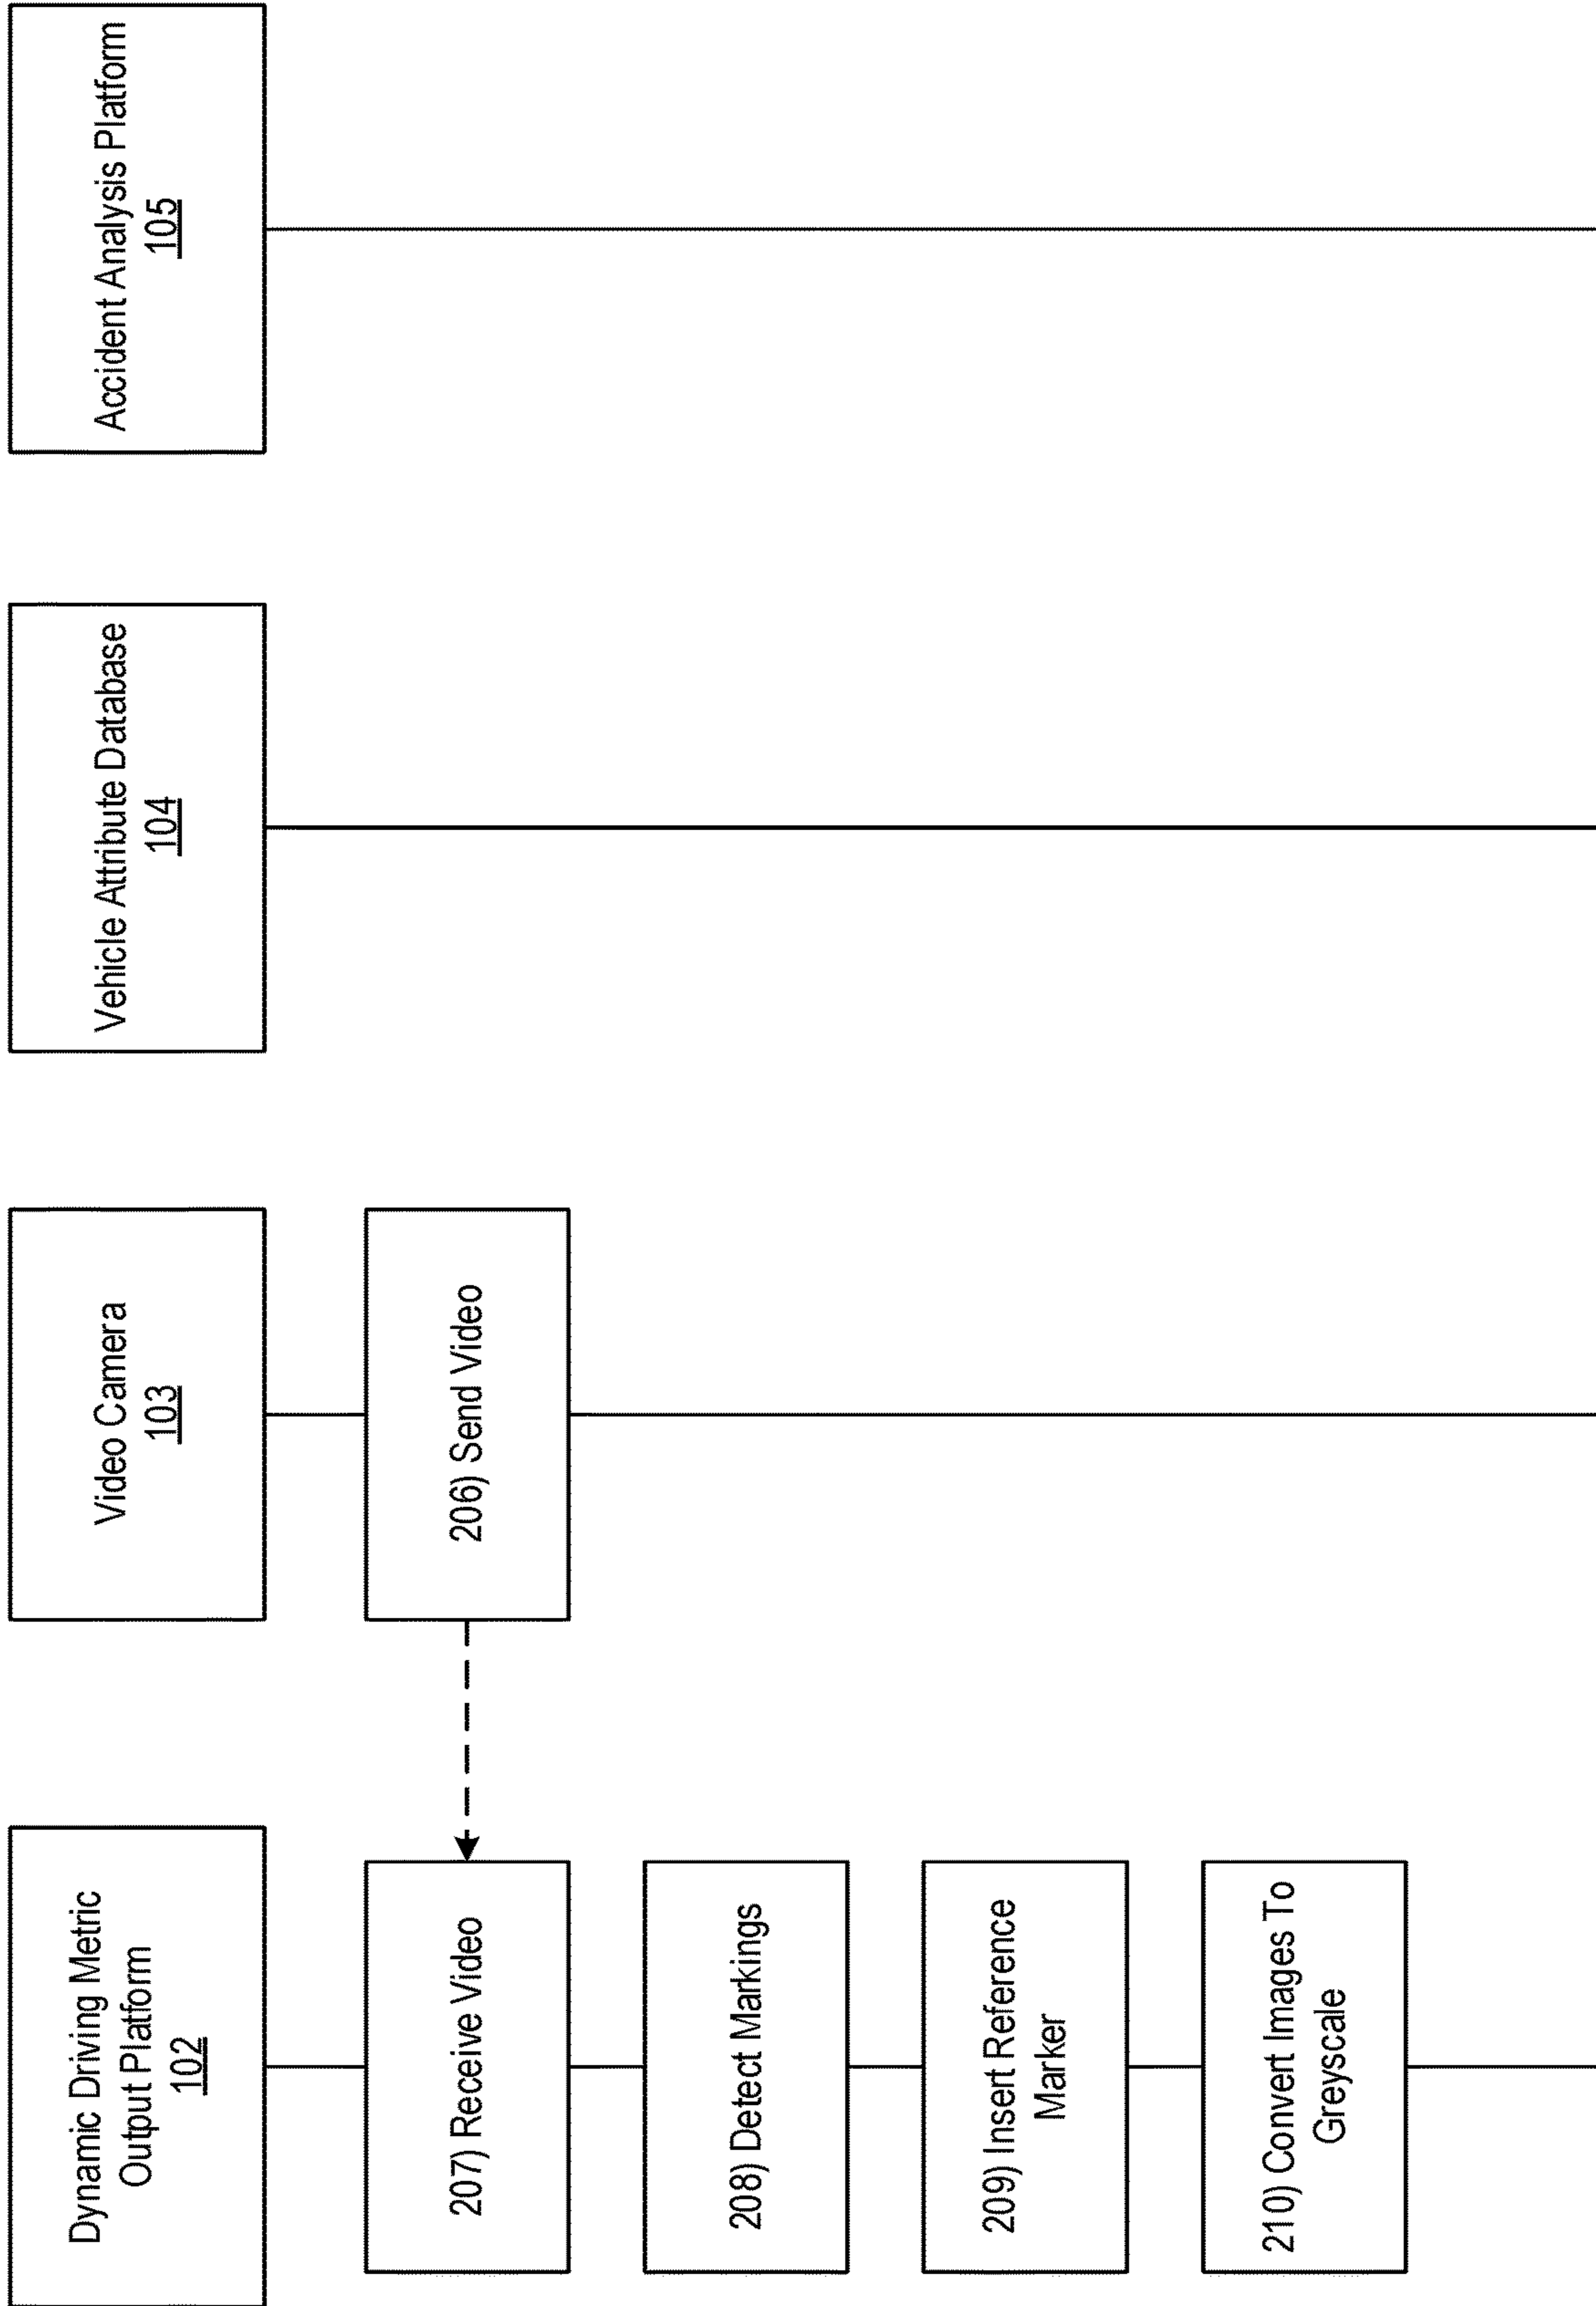 Dynamic Driving Metric
Output Platform
102
Video Camera
103
Vehicle Attribute Database
104
Accident Analysis Platform
105
206) Send Video
207) Receive Video
208) Detect Markings
209) Insert Reference
Marker
210) Convert Images To
Greyscale